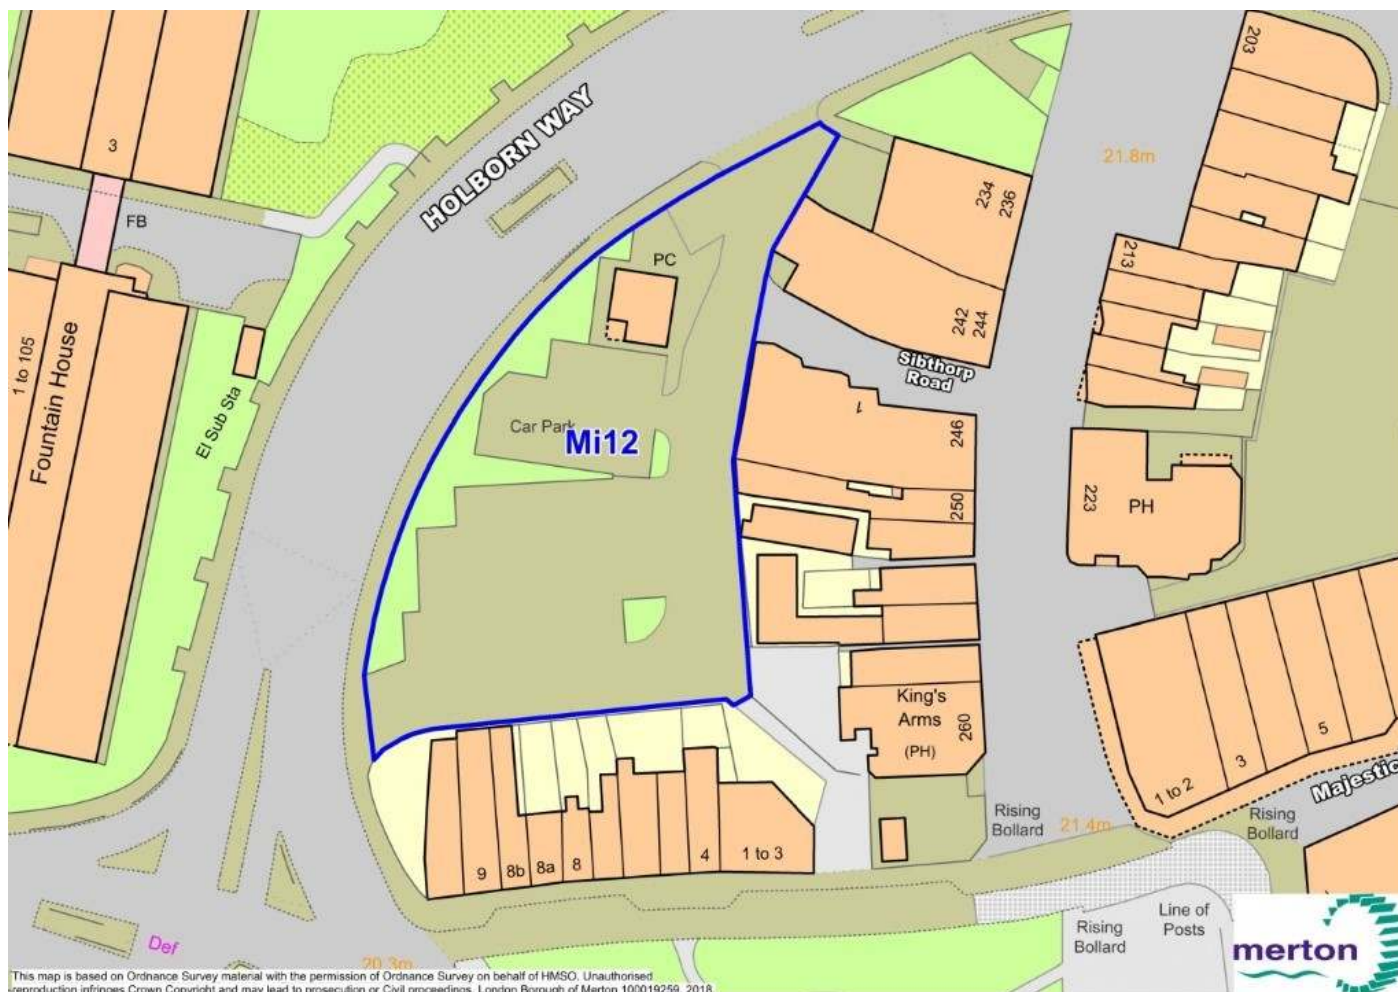 203
3
HOLBORN WAY
21.8m
234
236
FB
213
PC
242
244
1 to 105
Fountain House
El Sub Sta
Sibthorp
Road
1
246
Car Park
Mi12
250
223
PH
King's
Arms
(PH)
260
5
3
1 to 2
Majestic
Rising
Bollard
21.4m
Rising
Bollard
9
8b
8a
8
4
1 to 3
Line of
Posts
Rising
Bollard
Def
20.3m
merton
This map is based on Ordnance Survey material with the permission of Ordnance Survey on behalf of HMSO. Unauthorised
reproduction infringes Crown Copyright and may lead to prosecution or Civil proceedings. London Borough of Merton 100019259. 2018.